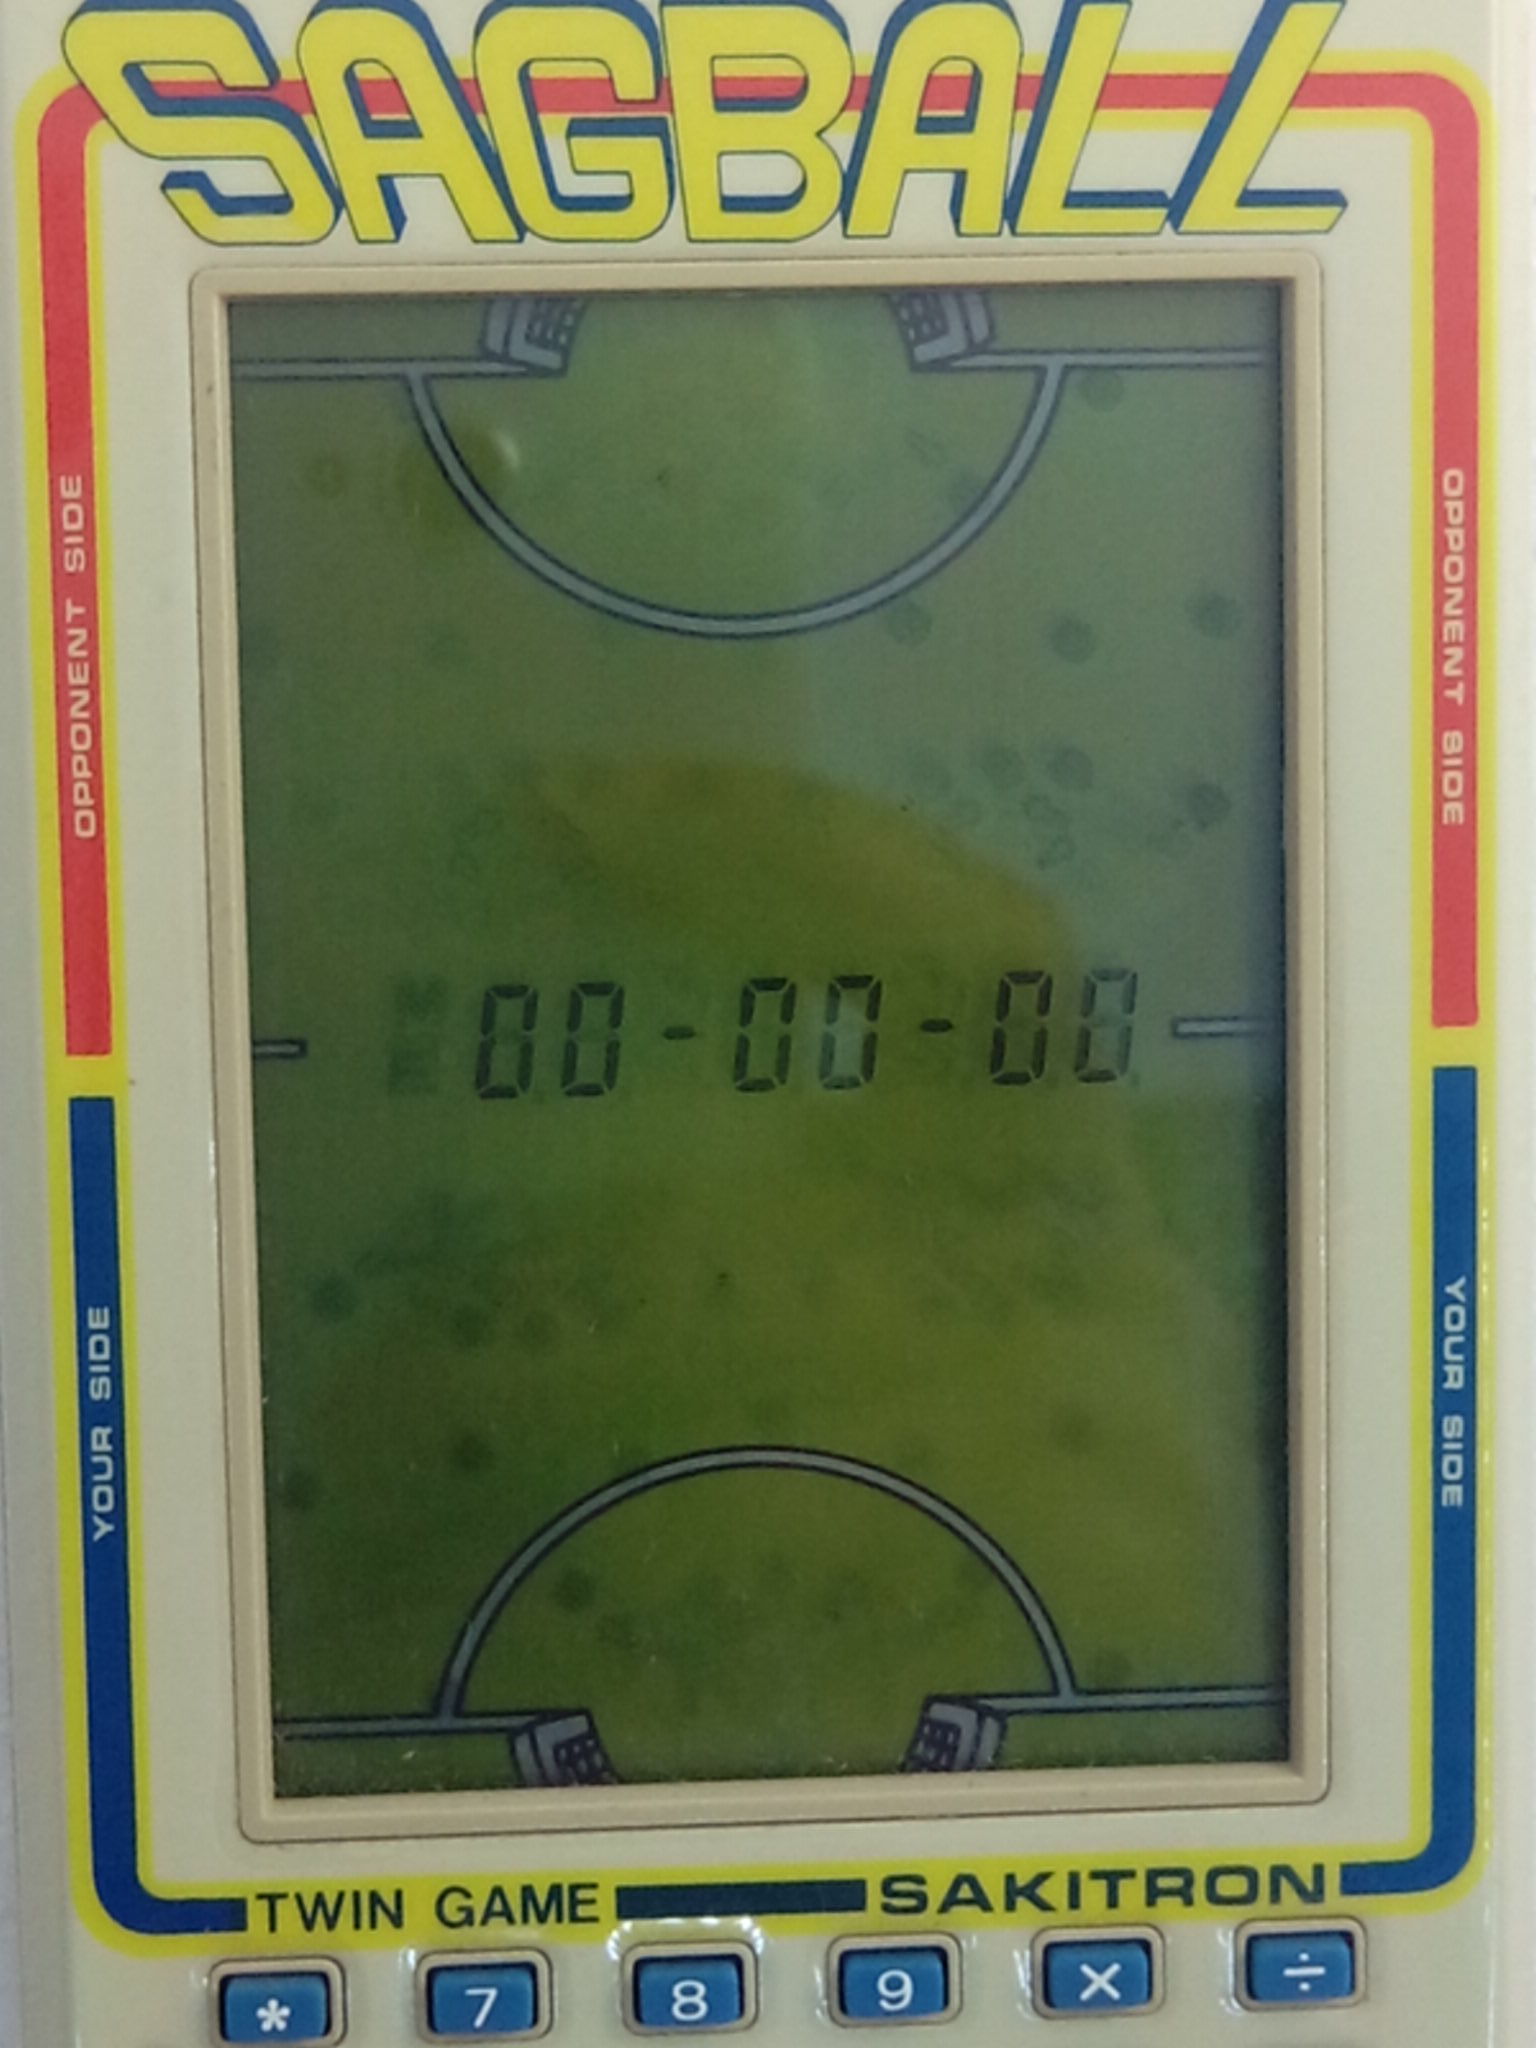 SAGBALL
OPPONENT SIDE
OPPONENT SIDE
00-00-00
YOUR SIDE
YOUR SIDE
TWIN GAME SAKITRON
* 7 8 9 × ÷